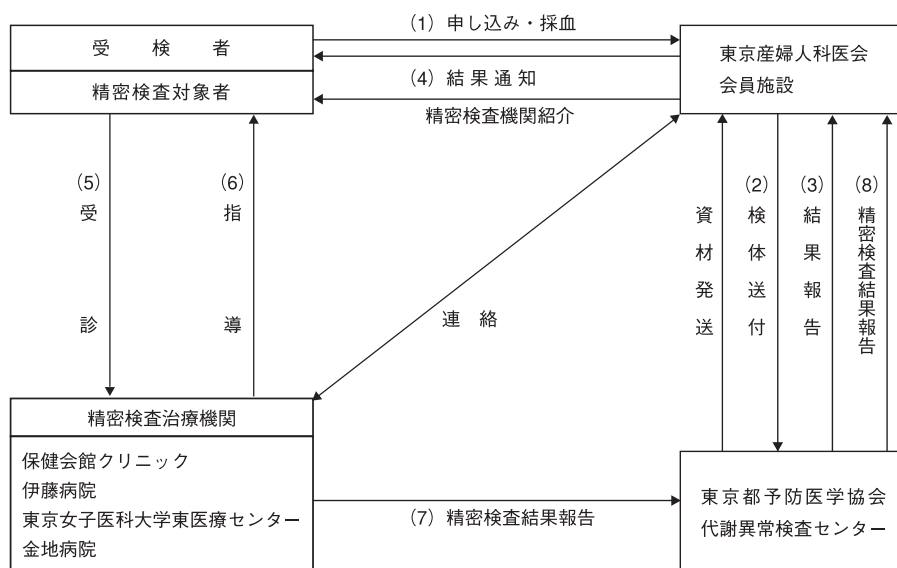 (1) 申し込み・採血
受検者
精密検査対象者
東京産婦人科医会
会員施設
(4) 結果通知
精密検査機関紹介
(5)
受診
(6)
指導
連絡
資材発送
(2)
検体送付
(3)
結果報告
(8)
精密検査結果報告
精密検査治療機関
保健会館クリニック
伊藤病院
東京女子医科大学東医療センター
金地病院
(7) 精密検査結果報告
東京都予防医学協会
代謝異常検査センター